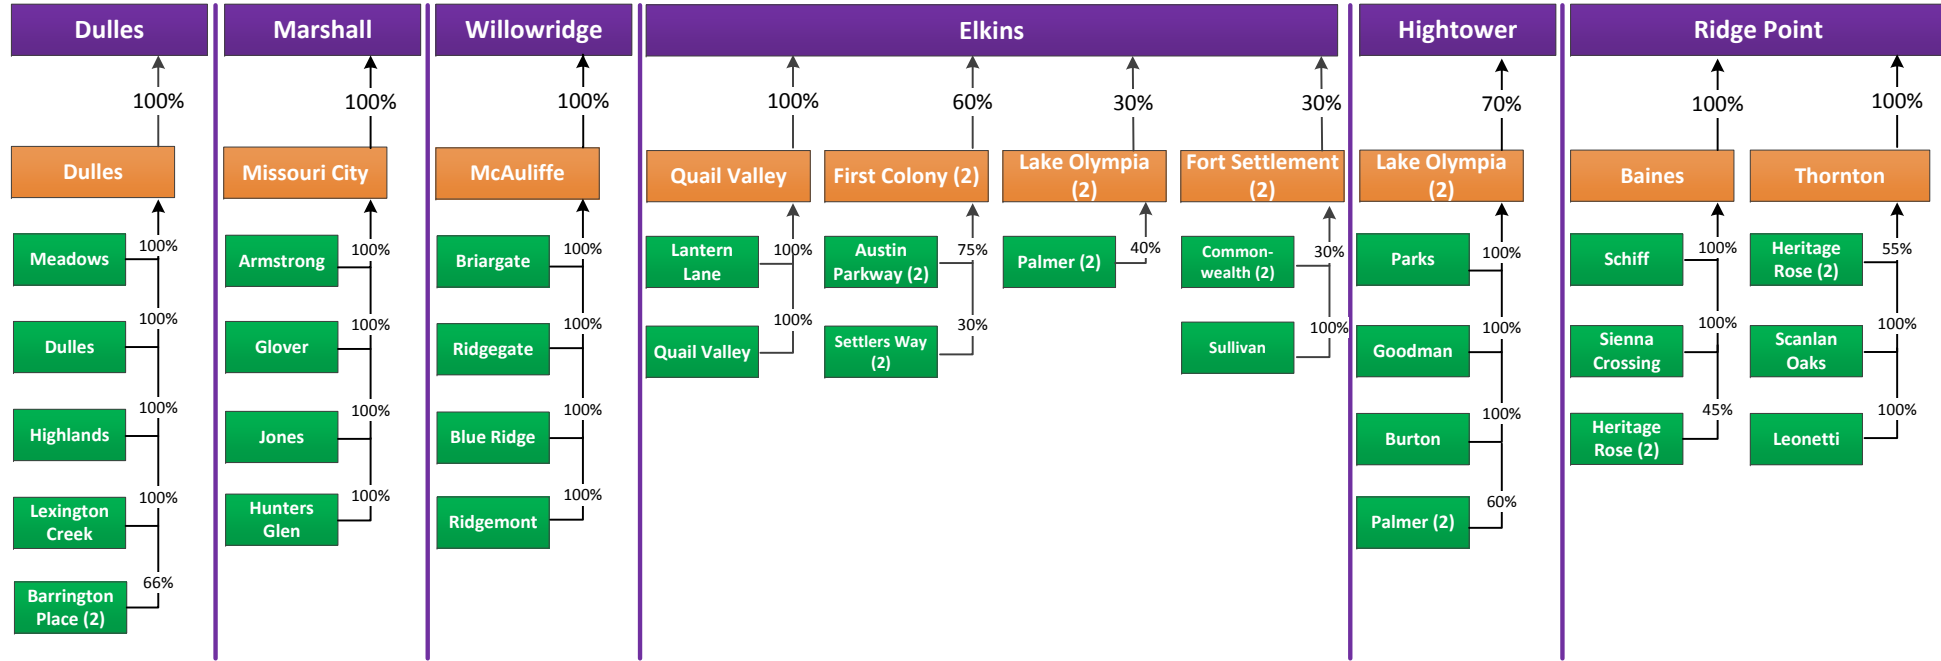 Dulles
Marshall
Willowridge
Elkins
Hightower
Ridge Point
100%
100%
100%
100%
60%
30%
30%
70%
100%
100%
Dulles
Missouri City
McAuliffe
Quail Valley
First Colony (2)
Lake Olympia
(2)
Fort Settlement
(2)
Lake Olympia
(2)
Baines
Thornton
Meadows
100%
Dulles
100%
Highlands
100%
Lexington
Creek
100%
Barrington
Place (2)
66%
Armstrong
100%
Glover
100%
Jones
100%
Hunters
Glen
100%
Briargate
100%
Ridgegate
100%
Blue Ridge
100%
Ridgemont
100%
Lantern
Lane
100%
Quail Valley
100%
Austin
Parkway (2)
75%
Settlers Way
(2)
30%
Palmer (2)
40%
Common-
wealth (2)
30%
Sullivan
100%
Parks
100%
Goodman
100%
Burton
100%
Palmer (2)
60%
Schiff
100%
Sienna
Crossing
100%
Heritage
Rose (2)
45%
Heritage
Rose (2)
55%
Scanlan
Oaks
100%
Leonetti
100%